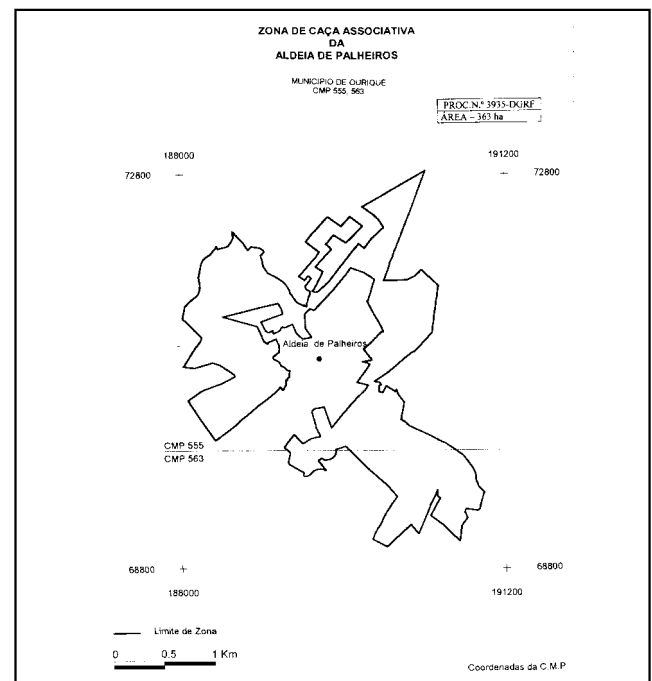 ZONA DE CAÇA ASSOCIATIVA
DA
ALDEIA DE PALHEIROS
MUNICIPIO DE OURIQUE
CMP 555, 563
PROC.N.º 3935-DGRF
ÁREA – 363 ha
188000
191200
72800
72800
Aldeia de Palheiros
CMP 555
CMP 563
68800
68800
188000
191200
Limite de Zona
0 0.5 1 Km
Coordenadas da C.M.P